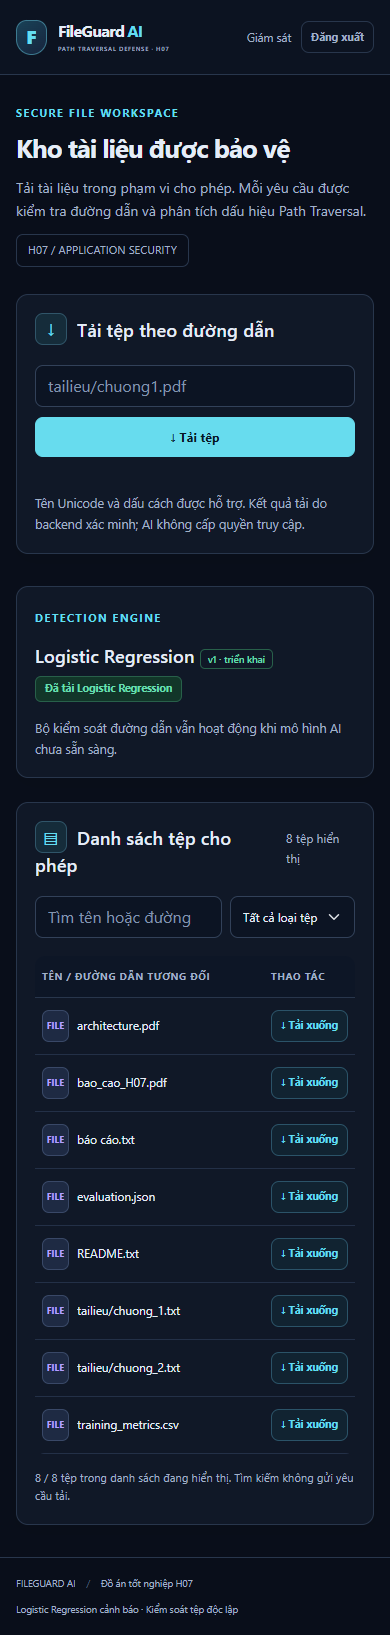 F
FileGuard AI
PATH TRAVERSAL DEFENSE · H07
Giám sát
Đăng xuất
SECURE FILE WORKSPACE
Kho tài liệu được bảo vệ
Tải tài liệu trong phạm vi cho phép. Mỗi yêu cầu được
kiểm tra đường dẫn và phân tích dấu hiệu Path Traversal.
H07 / APPLICATION SECURITY
↓ Tải tệp theo đường dẫn
tailieu/chuong1.pdf
↓ Tải tệp
Tên Unicode và dấu cách được hỗ trợ. Kết quả tải do
backend xác minh; AI không cấp quyền truy cập.
DETECTION ENGINE
Logistic Regression v1 · triển khai
Đã tải Logistic Regression
Bộ kiểm soát đường dẫn vẫn hoạt động khi mô hình AI
chưa sẵn sàng.
Danh sách tệp cho
phép
8 tệp hiển
thị
Tìm tên hoặc đường
Tất cả loại tệp
TÊN / ĐƯỜNG DẪN TƯƠNG ĐỐI THAO TÁC
FILE architecture.pdf ↓ Tải xuống
FILE bao_cao_H07.pdf ↓ Tải xuống
FILE báo cáo.txt ↓ Tải xuống
FILE evaluation.json ↓ Tải xuống
FILE README.txt ↓ Tải xuống
FILE tailieu/chuong_1.txt ↓ Tải xuống
FILE tailieu/chuong_2.txt ↓ Tải xuống
FILE training_metrics.csv ↓ Tải xuống
8 / 8 tệp trong danh sách đang hiển thị. Tìm kiếm không gửi yêu
cầu tải.
FILEGUARD AI / Đồ án tốt nghiệp H07
Logistic Regression cảnh báo · Kiểm soát tệp độc lập